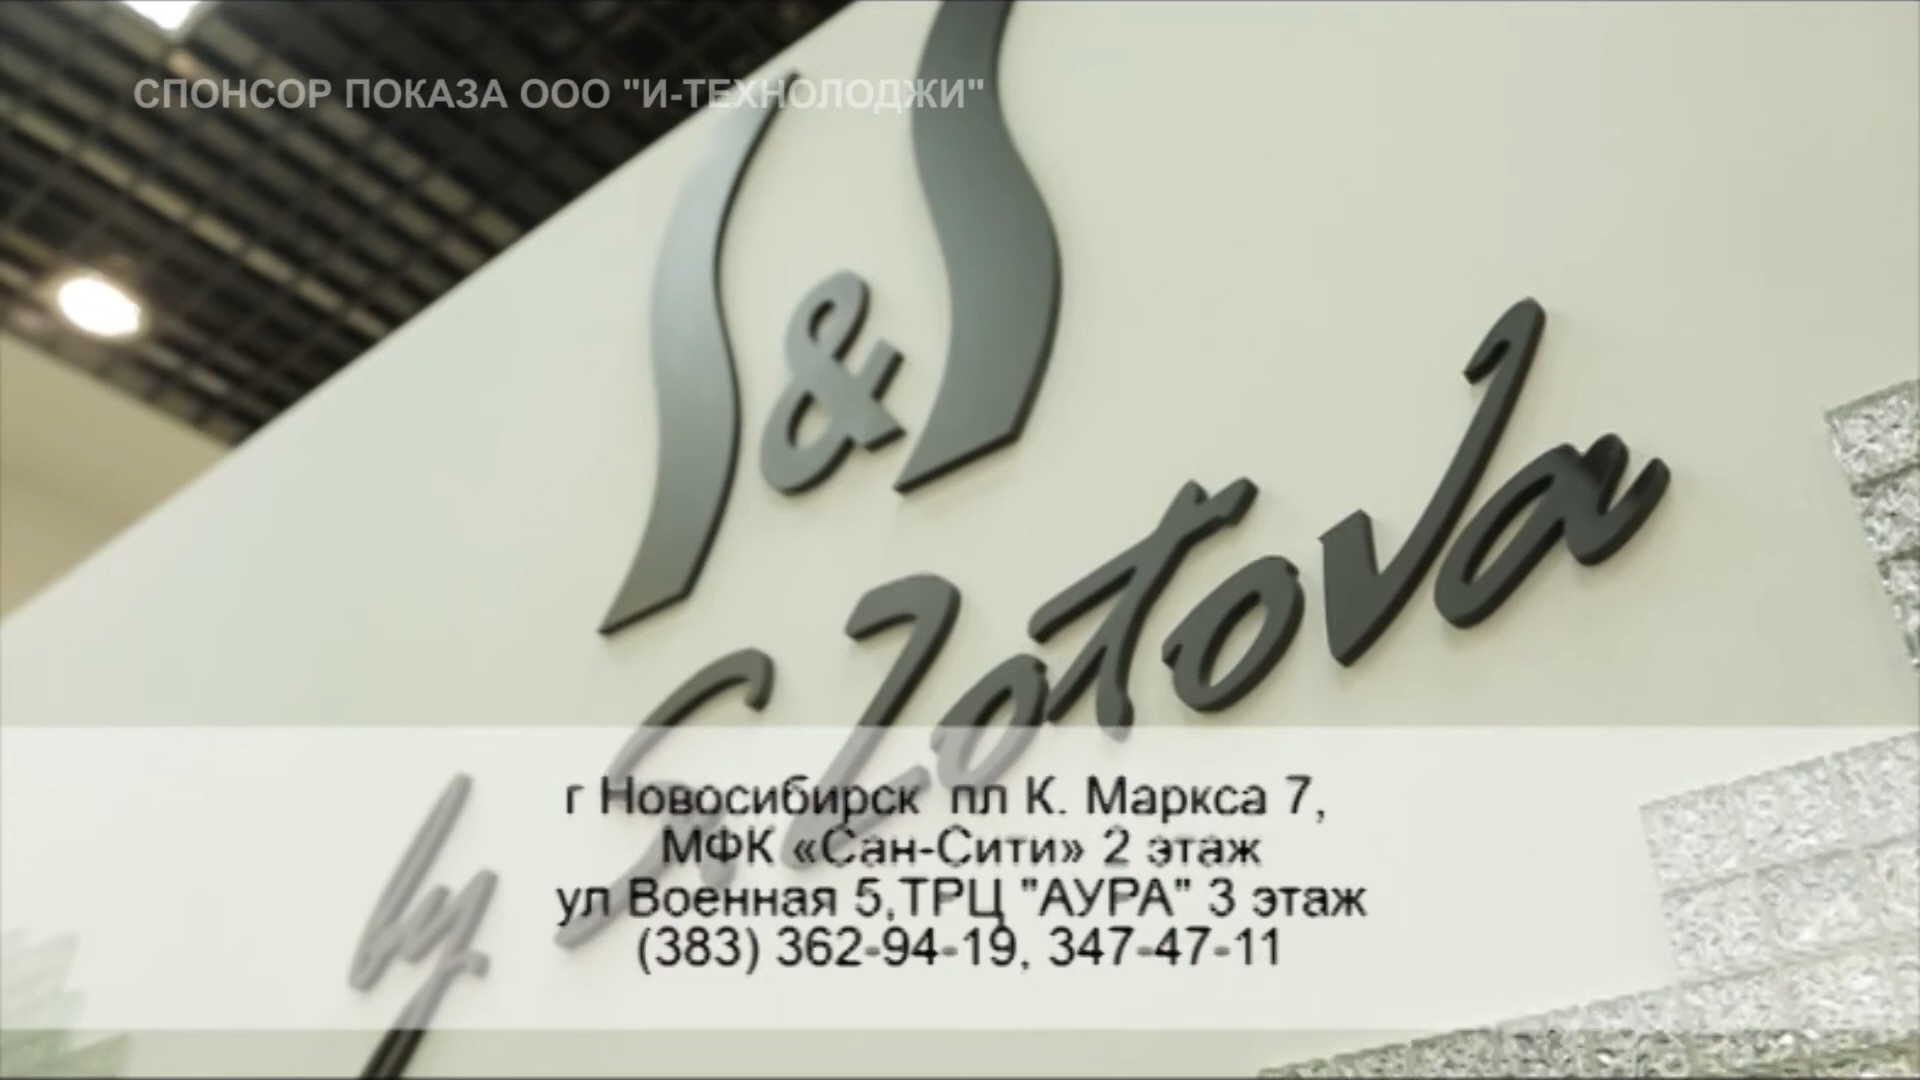 СПОНСОР ПОКАЗА ООО "И-ТЕХНОЛОДЖИ"
S&S
by S. Zotova
г Новосибирск пл К. Маркса 7,
МФК «Сан-Сити» 2 этаж
ул Военная 5,ТРЦ "АУРА" 3 этаж
(383) 362-94-19, 347-47-11